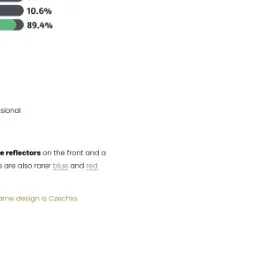 10.6%
89.4%
sional
e reflectors on the front and a
e are also rarer blue and red
ame design is Czechia